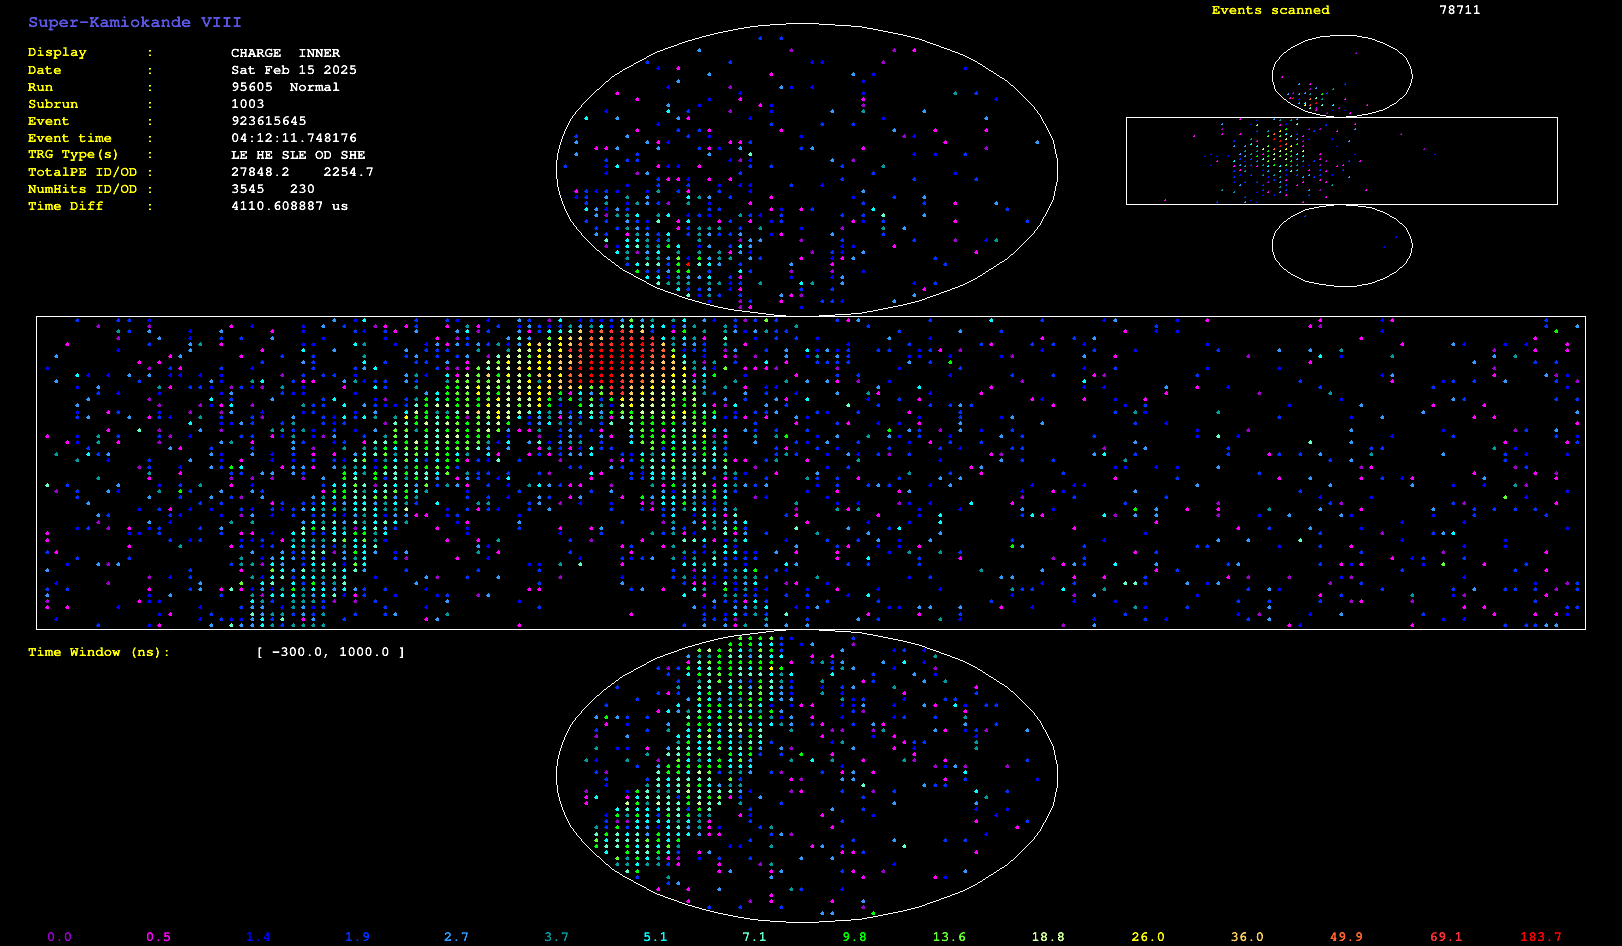 Super-Kamiokande VIII
Events scanned 78711
Display : CHARGE INNER
Date : Sat Feb 15 2025
Run : 95605 Normal
Subrun : 1003
Event : 923615645
Event time : 04:12:11.748176
TRG Type(s) : LE HE SLE OD SHE
TotalPE ID/OD : 27848.2 2254.7
NumHits ID/OD : 3545 230
Time Diff : 4110.608887 us
Time Window (ns): [ -300.0, 1000.0 ]
0.0 0.5 1.4 1.9 2.7 3.7 5.1 7.1 9.8 13.6 18.8 26.0 36.0 49.9 69.1 183.7